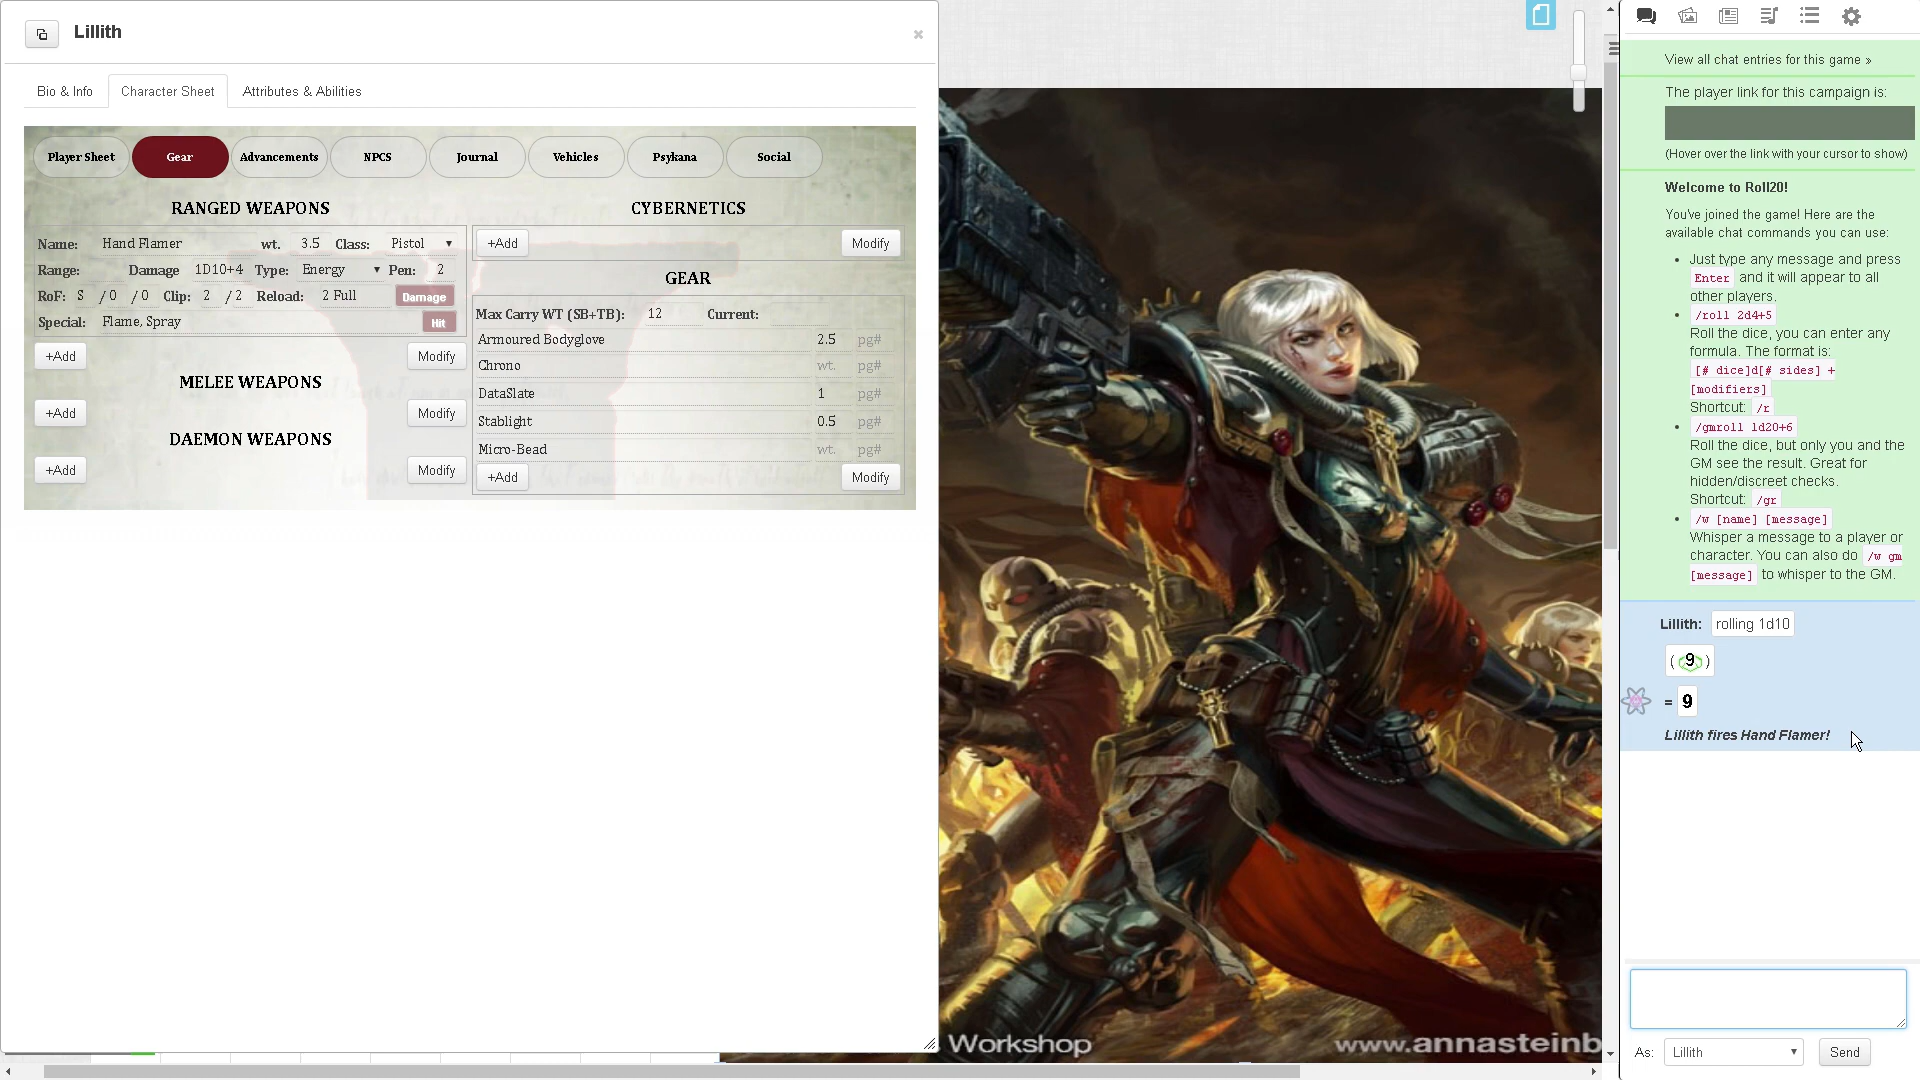 Lillith
×
Bio & Info Character Sheet Attributes & Abilities
Player Sheet Gear Advancements NPCS Journal Vehicles Psykana Social
RANGED WEAPONS
Name: Hand Flamer wt. 3.5 Class: Pistol
Range: Damage 1D10+4 Type: Energy Pen: 2
RoF: S / 0 / 0 Clip: 2 / 2 Reload: 2 Full Damage
Special: Flame, Spray Hit
+Add Modify
MELEE WEAPONS
+Add Modify
DAEMON WEAPONS
+Add Modify
CYBERNETICS
+Add Modify
GEAR
Max Carry WT (SB+TB): 12 Current:
Armoured Bodyglove 2.5 pg#
Chrono wt. pg#
DataSlate 1 pg#
Stablight 0.5 pg#
Micro-Bead wt. pg#
+Add Modify
Workshop www.annasteinb
View all chat entries for this game »
The player link for this campaign is:
(Hover over the link with your cursor to show)
Welcome to Roll20!
You've joined the game! Here are the
available chat commands you can use:
• Just type any message and press
Enter and it will appear to all
other players.
• /roll 2d4+5
Roll the dice, you can enter any
formula. The format is:
[# dice]d[# sides] +
[modifiers]
Shortcut: /r
• /gmroll 1d20+6
Roll the dice, but only you and the
GM see the result. Great for
hidden/discreet checks.
Shortcut: /gr
• /w [name] [message]
Whisper a message to a player or
character. You can also do /w gm
[message] to whisper to the GM.
Lillith: rolling 1d10
(9)
= 9
Lillith fires Hand Flamer!
As: Lillith Send